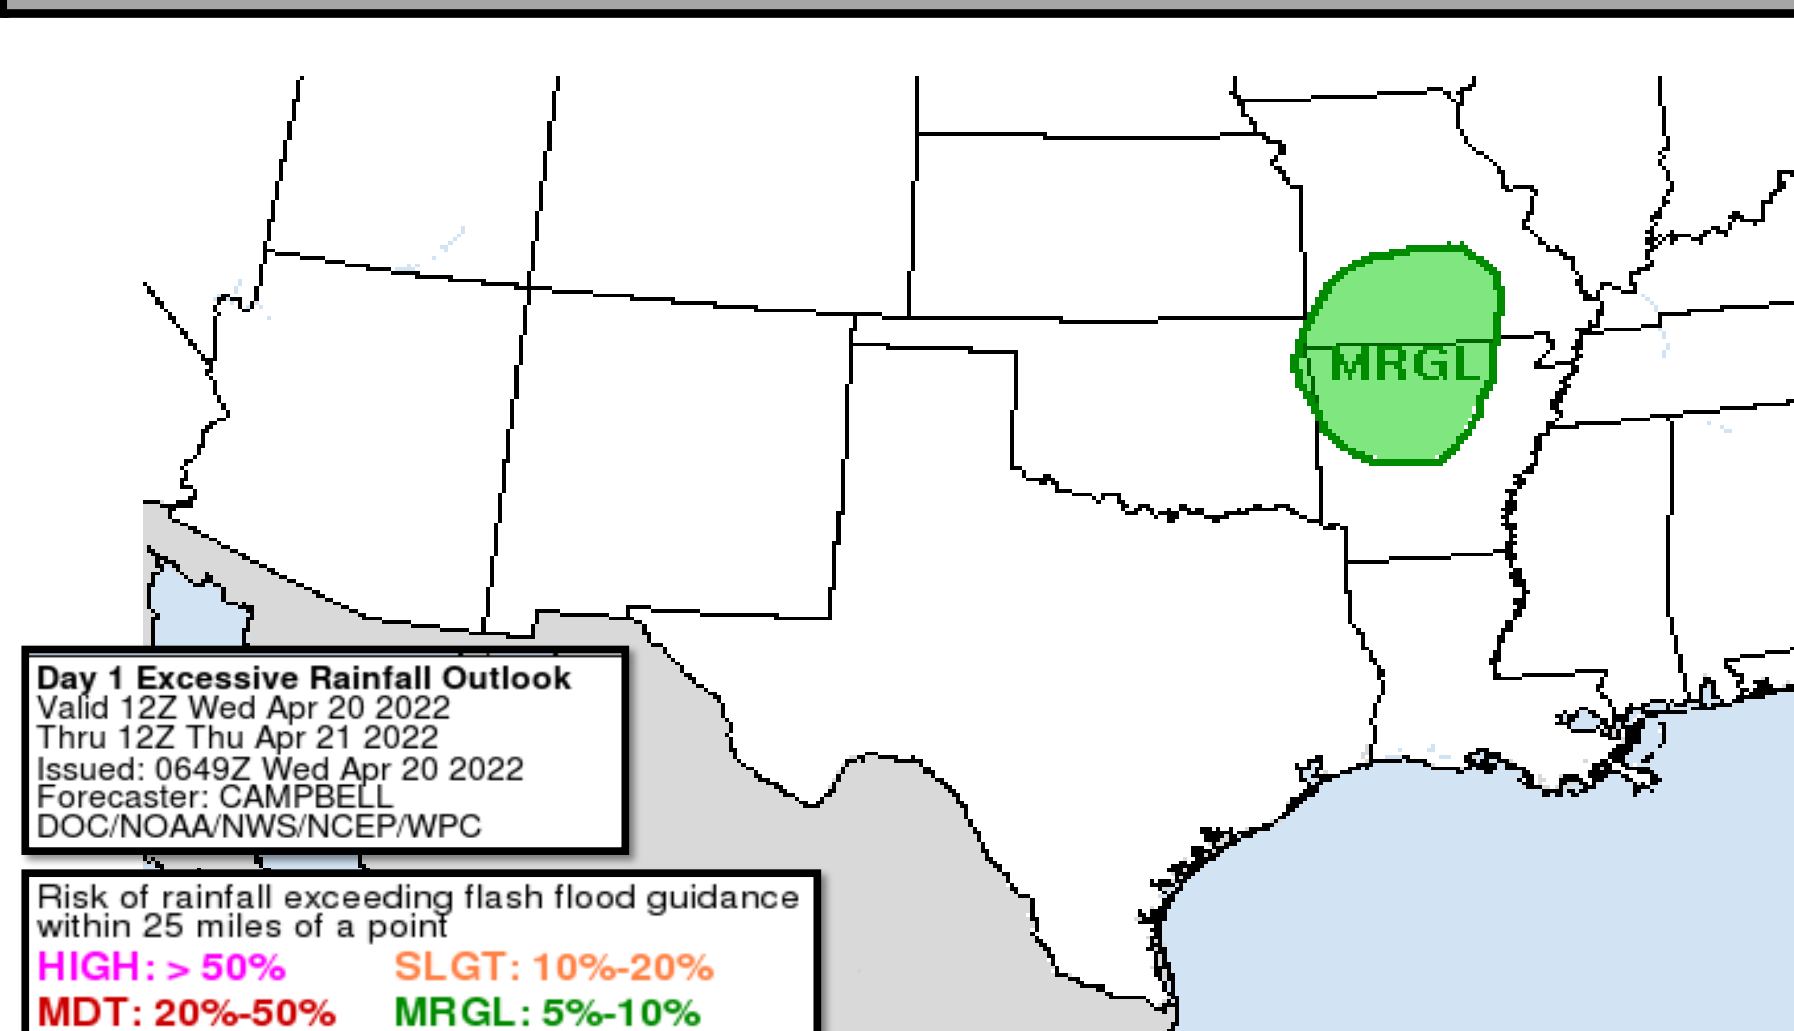 MRGL
Day 1 Excessive Rainfall Outlook
Valid 12Z Wed Apr 20 2022
Thru 12Z Thu Apr 21 2022
Issued: 0649Z Wed Apr 20 2022
Forecaster: CAMPBELL
DOC/NOAA/NWS/NCEP/WPC
Risk of rainfall exceeding flash flood guidance
within 25 miles of a point
HIGH: > 50% SLGT: 10%-20%
MDT: 20%-50% MRGL: 5%-10%